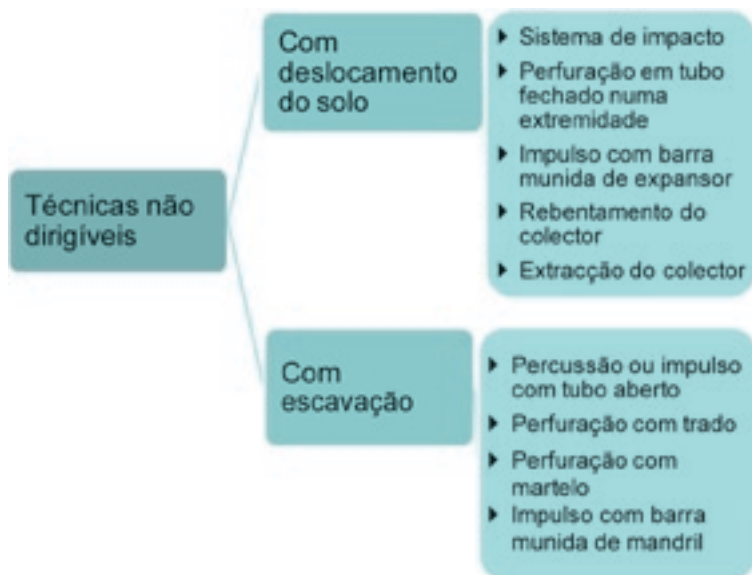 Técnicas não
dirigíveis
Com
deslocamento
do solo
Sistema de impacto
Perfuração em tubo
fechado numa
extremidade
Impulso com barra
munida de expansor
Rebentamento do
colector
Extracção do colector
Com
escavação
Percussão ou impulso
com tubo aberto
Perfuração com trado
Perfuração com
martelo
Impulso com barra
munida de mandril